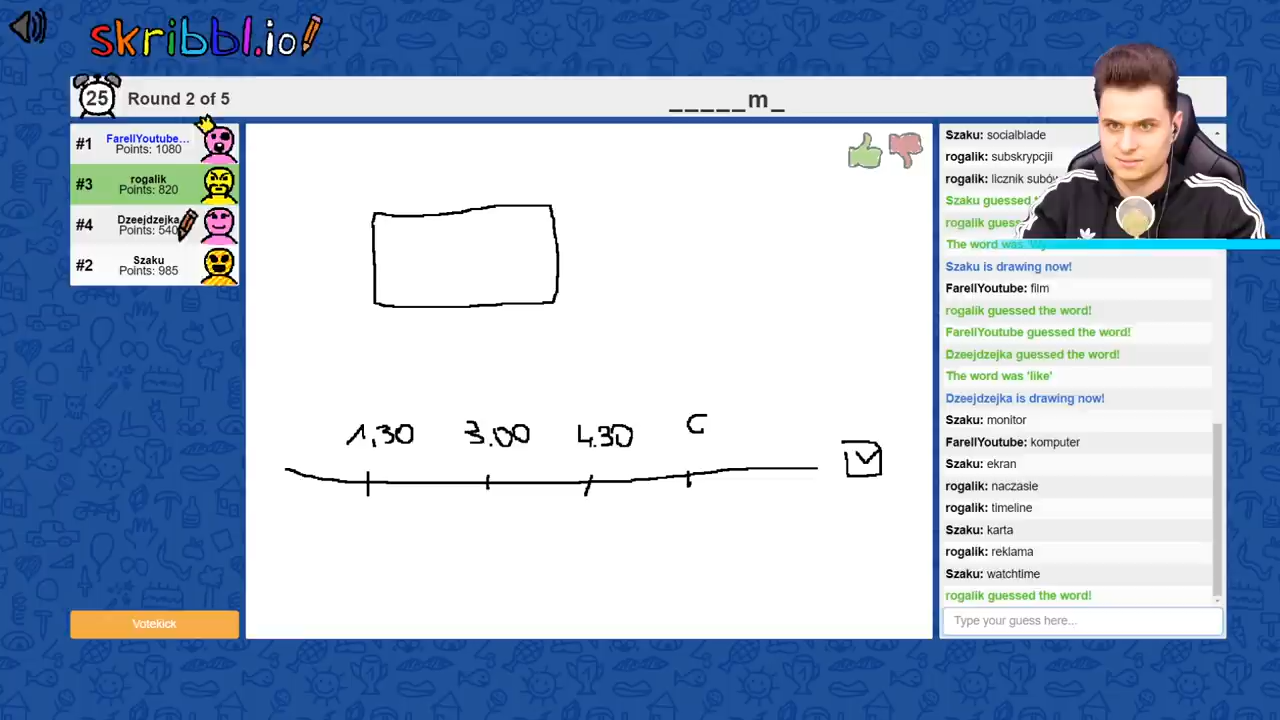 skribbl.io
25
Round 2 of 5
_____m_
#1
FarellYoutube...
Points: 1080
#3
rogalik
Points: 820
#4
Dzeejdzejka
Points: 540
#2
Szaku
Points: 985
Votekick
1.30 3.00 4.30 C
Szaku: socialblade
rogalik: subskrypcjii
rogalik: licznik subów
Szaku guessed
rogalik
The word was
Szaku is drawing now!
FarellYoutube: film
rogalik guessed the word!
FarellYoutube guessed the word!
Dzeejdzejka guessed the word!
The word was 'like'
Dzeejdzejka is drawing now!
Szaku: monitor
FarellYoutube: komputer
Szaku: ekran
rogalik: naczasie
rogalik: timeline
Szaku: karta
rogalik: reklama
Szaku: watchtime
rogalik guessed the word!
Type your guess here...